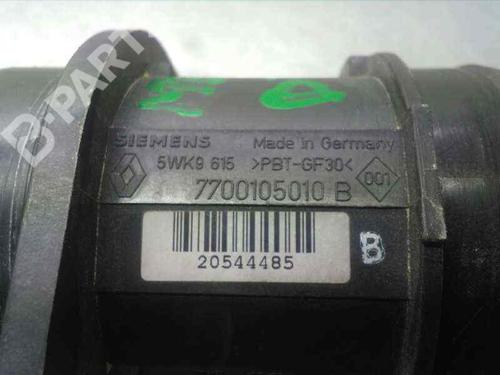 B-PARTS
SIEMENS Made in Germany
5WK9 615 >PBT-GF30< 001
7700105010 B
20544485
B